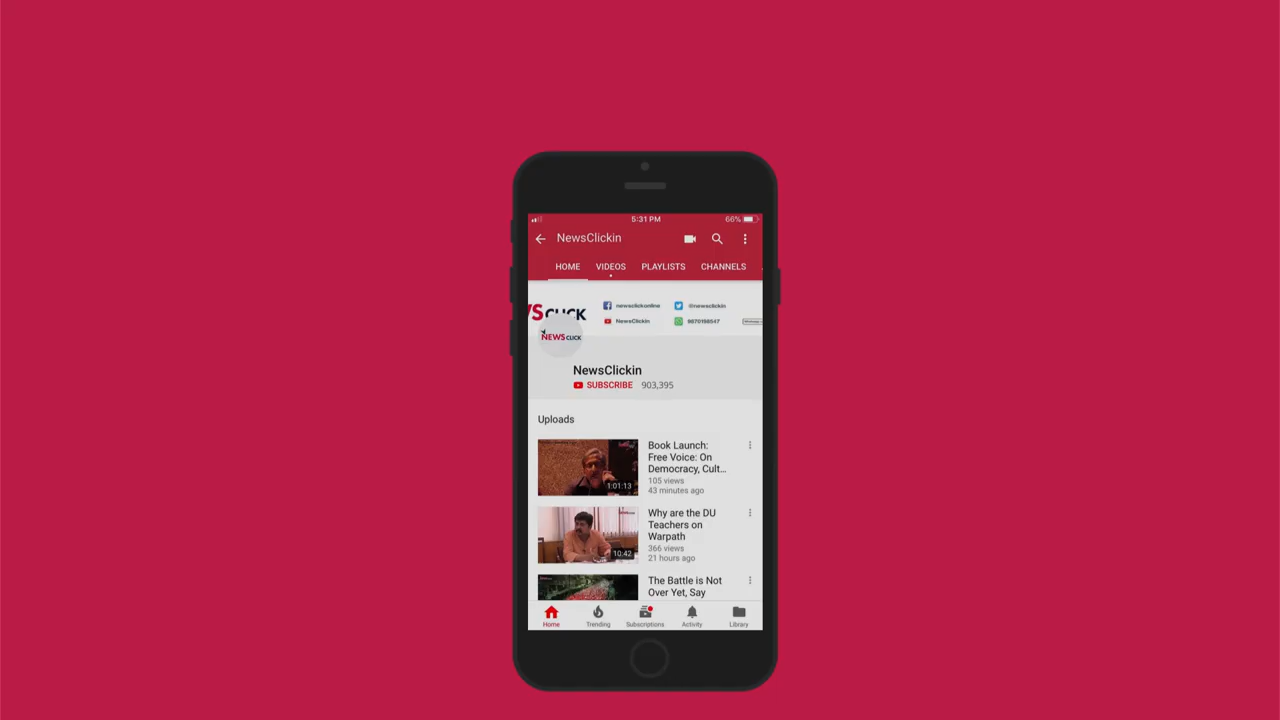 5:31 PM
66%
NewsClickin
HOME VIDEOS PLAYLISTS CHANNELS
newsclickonline @newsclickin
CLICK
NewsClickin 8670198547
NEWS CLICK
NewsClickin
SUBSCRIBE 903,395
Uploads
Book Launch:
Free Voice: On
Democracy, Cult...
105 views
43 minutes ago
1:01:13
Why are the DU
Teachers on
Warpath
366 views
21 hours ago
10:42
The Battle is Not
Over Yet, Say
Home Trending Subscriptions Activity Library